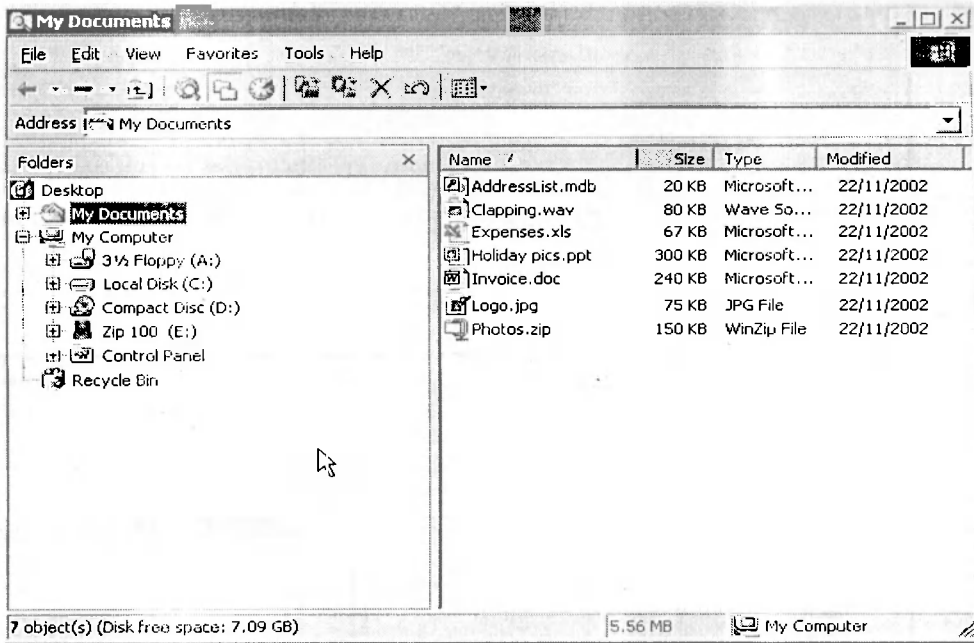 My Documents
File Edit View Favorites Tools Help
Address My Documents
Folders
Desktop
My Documents
My Computer
3½ Floppy (A:)
Local Disk (C:)
Compact Disc (D:)
Zip 100 (E:)
Control Panel
Recycle Bin
Name Size Type Modified
AddressList.mdb 20 KB Microsoft... 22/11/2002
Clapping.wav 80 KB Wave So... 22/11/2002
Expenses.xls 67 KB Microsoft... 22/11/2002
Holiday pics.ppt 300 KB Microsoft... 22/11/2002
Invoice.doc 240 KB Microsoft... 22/11/2002
Logo.jpg 75 KB JPG File 22/11/2002
Photos.zip 150 KB WinZip File 22/11/2002
7 object(s) (Disk free space: 7.09 GB) 5.56 MB My Computer